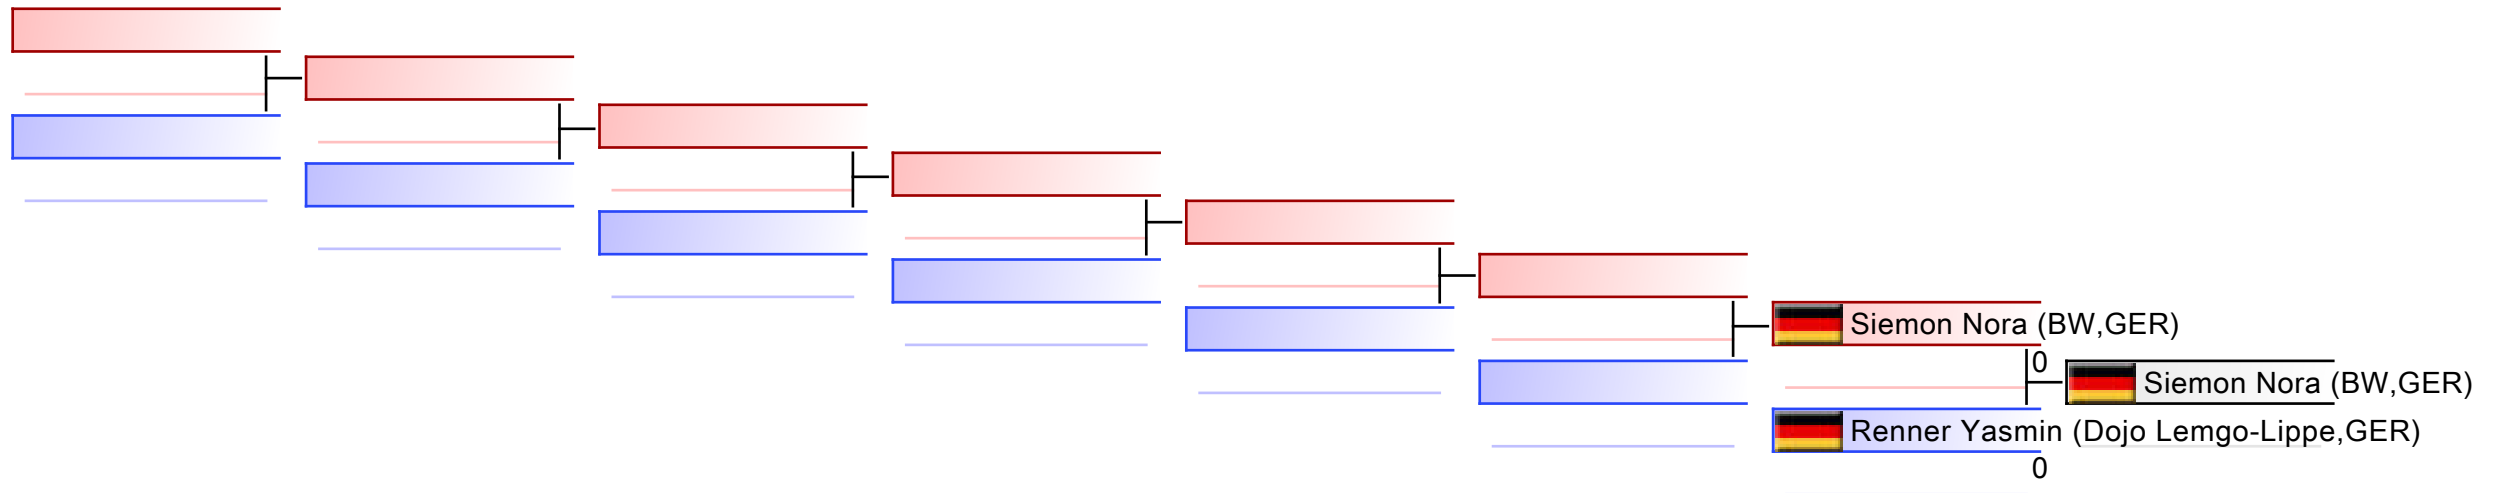 Siemon Nora (BW,GER)
0
Siemon Nora (BW,GER)
Renner Yasmin (Dojo Lemgo-Lippe,GER)
0